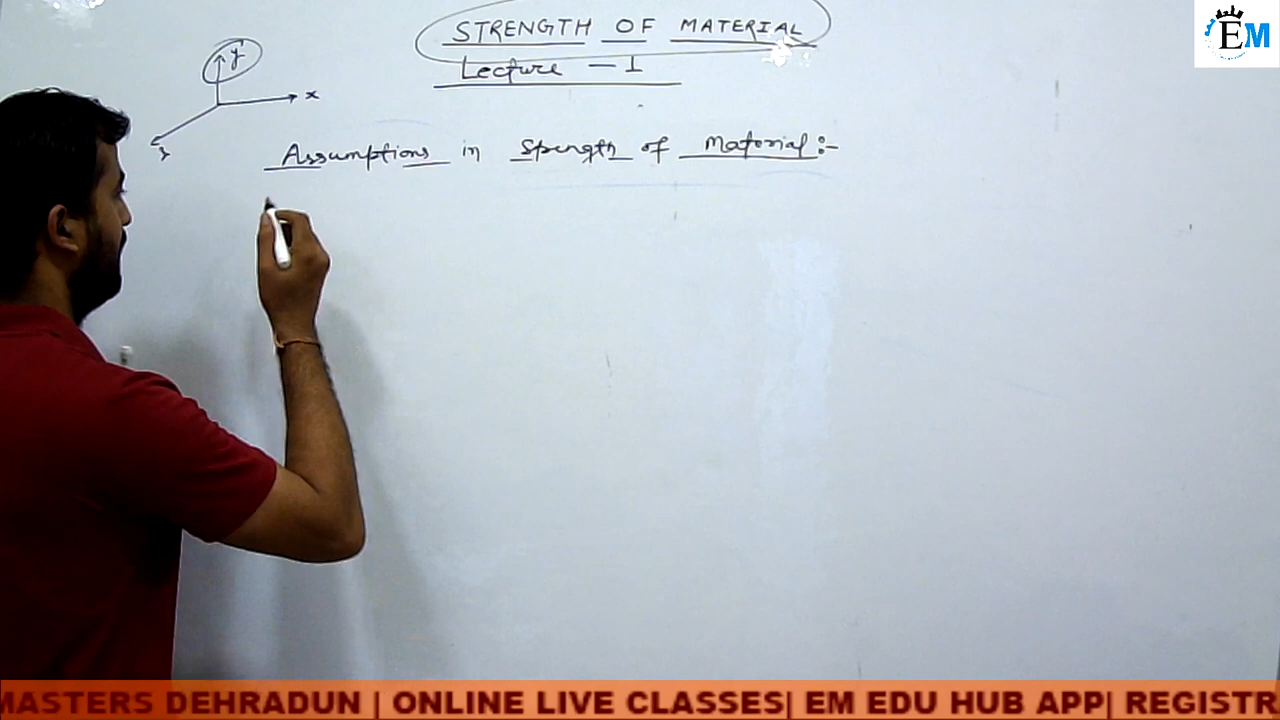 STRENGTH OF MATERIAL
Lecture - 1
y
x
z
Assumptions in Strength of Material :-
EM
MASTERS DEHRADUN | ONLINE LIVE CLASSES| EM EDU HUB APP| REGISTR